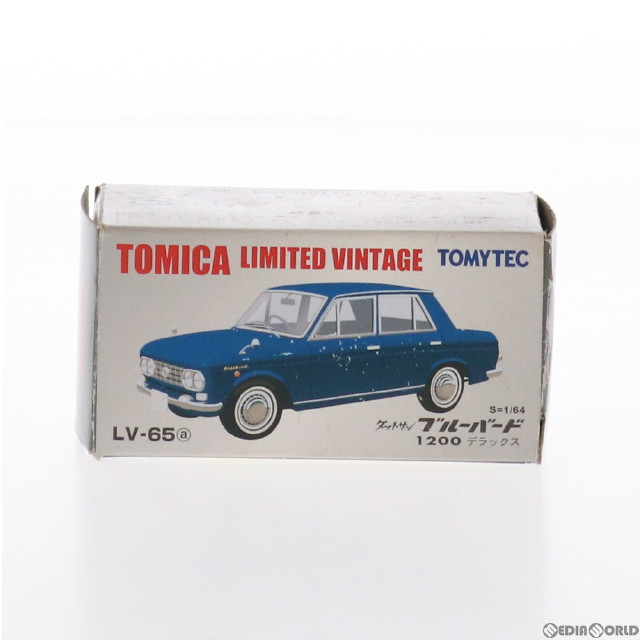 TOMICA LIMITED VINTAGE TOMYTEC
S=1/64
LV-65ⓐ ダットサン ブルーバード
1200 デラックス
MEDIAWORLD